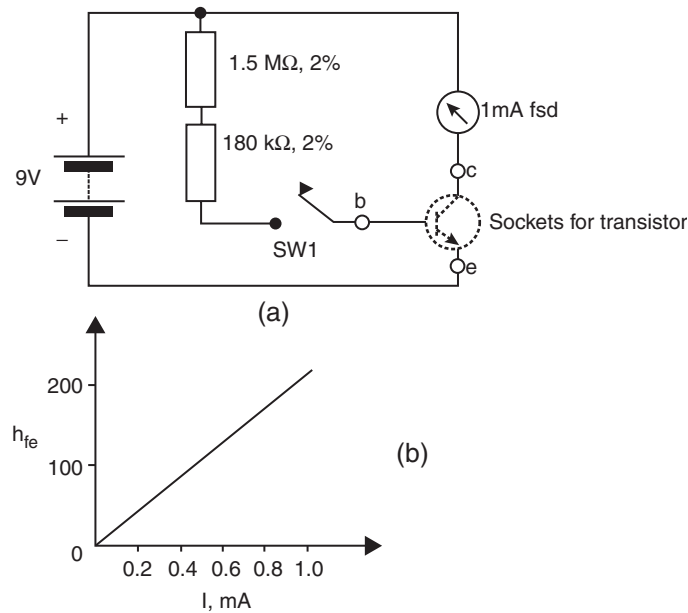 1.5 MΩ, 2%
+
1mA fsd
180 kΩ, 2%
9V
c
b
–
SW1
Sockets for transistor
e
(a)
200
hfe
100
(b)
0
0.2 0.4 0.6 0.8 1.0
I, mA